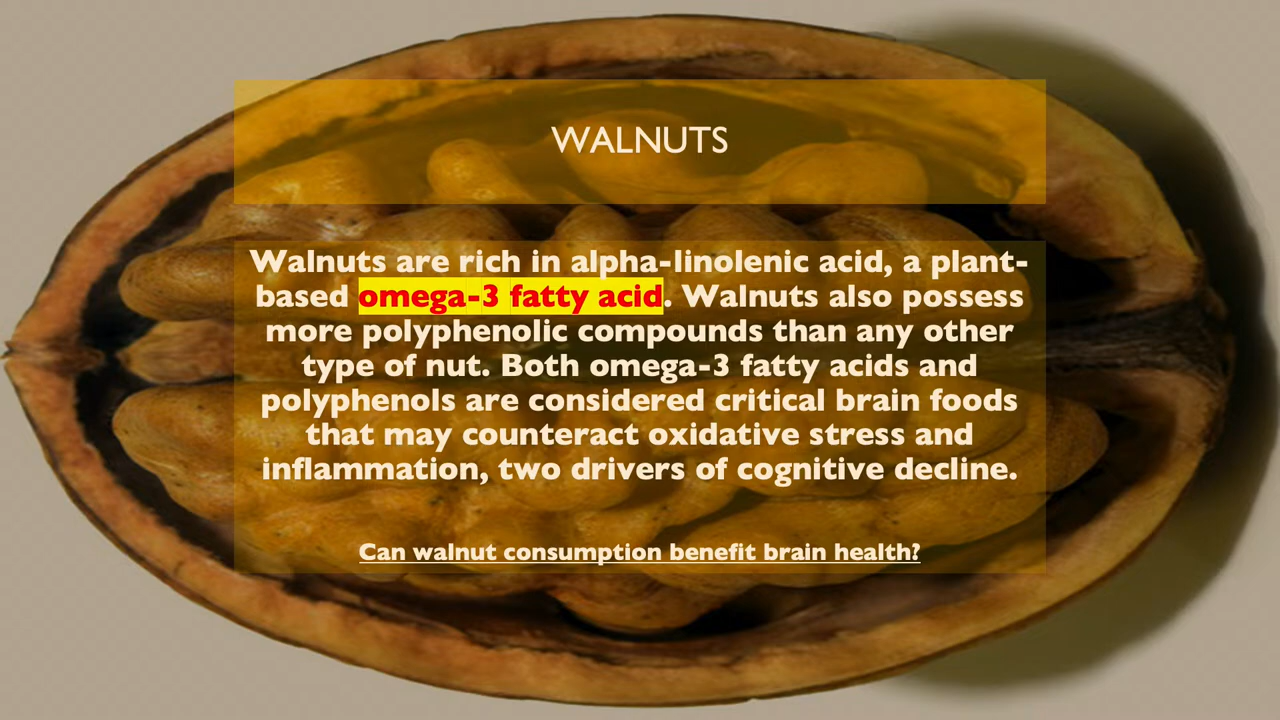 WALNUTS
Walnuts are rich in alpha-linolenic acid, a plant-
based omega-3 fatty acid. Walnuts also possess
more polyphenolic compounds than any other
type of nut. Both omega-3 fatty acids and
polyphenols are considered critical brain foods
that may counteract oxidative stress and
inflammation, two drivers of cognitive decline.
Can walnut consumption benefit brain health?